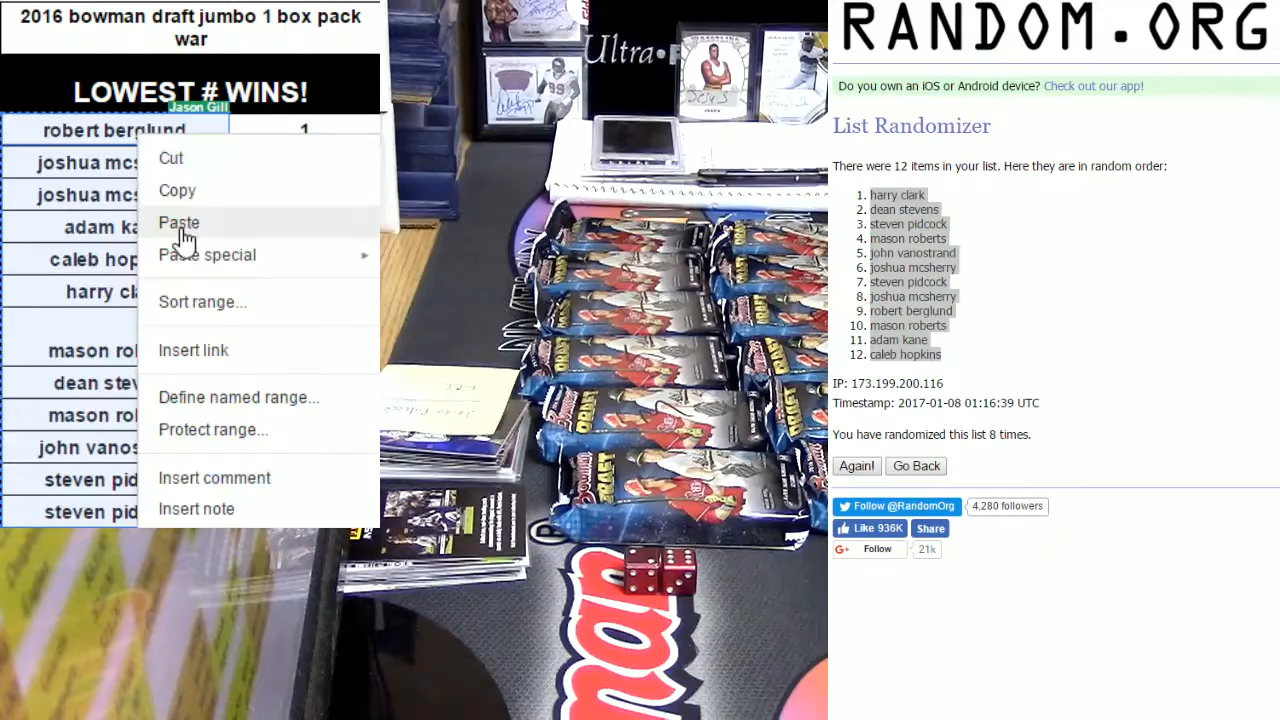 2016 bowman draft jumbo 1 box pack
war
LOWEST # WINS!
Jason Gill
robert berglund 1
joshua mcs
joshua mcs
adam ka
caleb hop
harry cl
mason rol
dean stev
mason rol
john vanos
steven pid
steven pid
Cut
Copy
Paste
Paste special
Sort range...
Insert link
Define named range...
Protect range...
Insert comment
Insert note
Ultra
99
BOWMAN
DRAFT
RANDOM.ORG
Do you own an iOS or Android device? Check out our app!
List Randomizer
There were 12 items in your list. Here they are in random order:
1. harry clark
2. dean stevens
3. steven pidcock
4. mason roberts
5. john vanostrand
6. joshua mcsherry
7. steven pidcock
8. joshua mcsherry
9. robert berglund
10. mason roberts
11. adam kane
12. caleb hopkins
IP: 173.199.200.116
Timestamp: 2017-01-08 01:16:39 UTC
You have randomized this list 8 times.
Again! Go Back
Follow @RandomOrg 4,280 followers
Like 936K Share
G+ Follow 21k